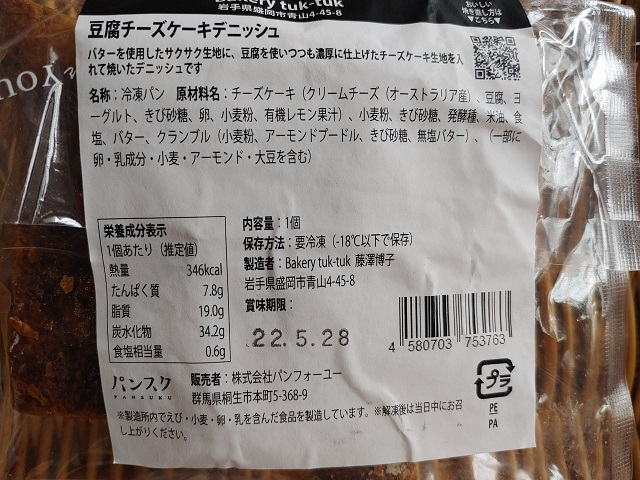 Bakery tuk-tuk
岩手県盛岡市青山4-45-8
おいしい
焼き直し方は
▼こちら▼
豆腐チーズケーキデニッシュ
バターを使用したサクサク生地に、豆腐を使いつつも濃厚に仕上げたチーズケーキ生地を入
れて焼いたデニッシュです
名称：冷凍パン 原材料名：チーズケーキ（クリームチーズ（オーストラリア産）、豆腐、ヨ
ーグルト、きび砂糖、卵、小麦粉、有機レモン果汁）、小麦粉、きび砂糖、発酵種、米油、食
塩、バター、クランブル（小麦粉、アーモンドプードル、きび砂糖、無塩バター）、（一部に
卵・乳成分・小麦・アーモンド・大豆を含む）
栄養成分表示
1個あたり（推定値）
熱量 346kcal
たんぱく質 7.8g
脂質 19.0g
炭水化物 34.2g
食塩相当量 0.6g
内容量：1個
保存方法：要冷凍（-18℃以下で保存）
製造者：Bakery tuk-tuk 藤澤博子
岩手県盛岡市青山4-45-8
賞味期限：
22.5.28
4 580703 753763
プラ
PE
PA
パンスク
PANSUKU
販売者：株式会社パンフォーユー
群馬県桐生市本町5-368-9
※製造所内でえび・小麦・卵・乳を含んだ食品を製造しています。※解凍後は当日中にお召
し上がりください。